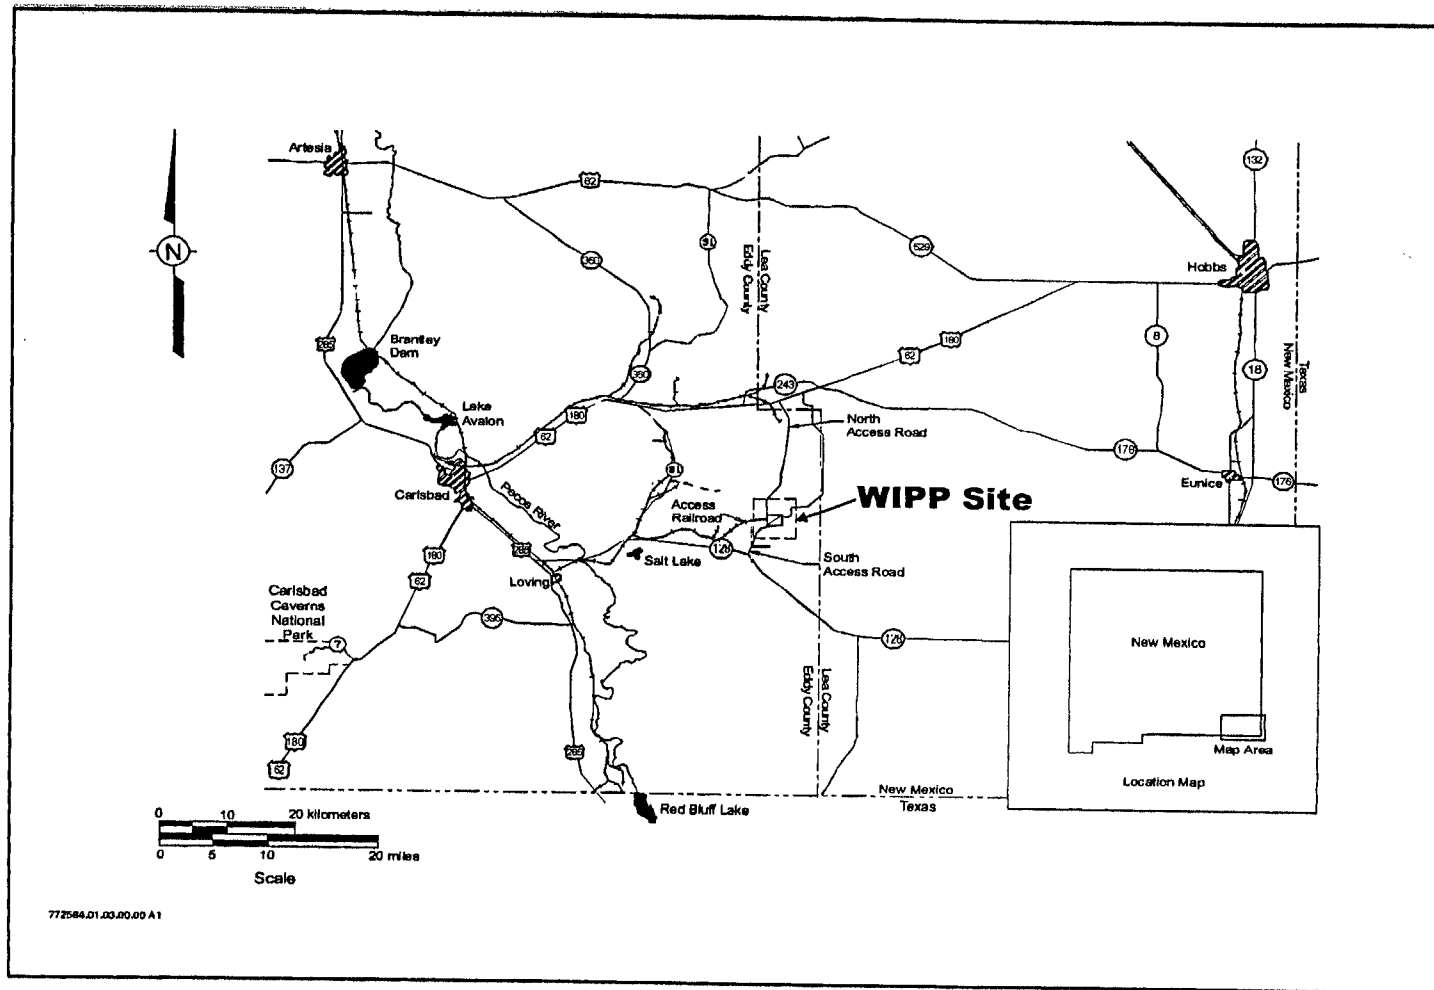 Artesia
82
132
N
360
31
Lea County
Eddy County
529
Hobbs
285
Brantley
Dam
360
62
180
8
18
Texas
New Mexico
243
Lake
Avalon
180
62
North
Access Road
137
176
Carlsbad
31
Eunice
176
Pecos River
Access
Railroad
WIPP Site
285
128
Salt Lake
South
Access Road
180
62
Loving
Carlsbad
Caverns
National
Park
396
7
128
New Mexico
Lea County
Eddy County
180
62
285
Map Area
Location Map
New Mexico
Texas
Red Bluff Lake
0 10 20 kilometers
0 5 10 20 miles
Scale
772584.01.03.00.00 A1